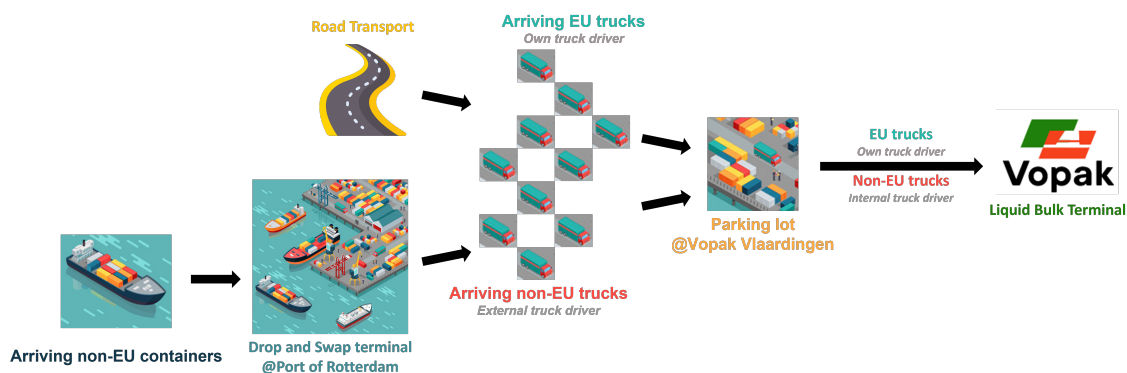 Road Transport
Arriving EU trucks
Own truck driver
Arriving non-EU containers
Drop and Swap terminal
@Port of Rotterdam
Arriving non-EU trucks
External truck driver
Parking lot
@Vopak Vlaardingen
EU trucks
Own truck driver
Non-EU trucks
Internal truck driver
Vopak
Liquid Bulk Terminal